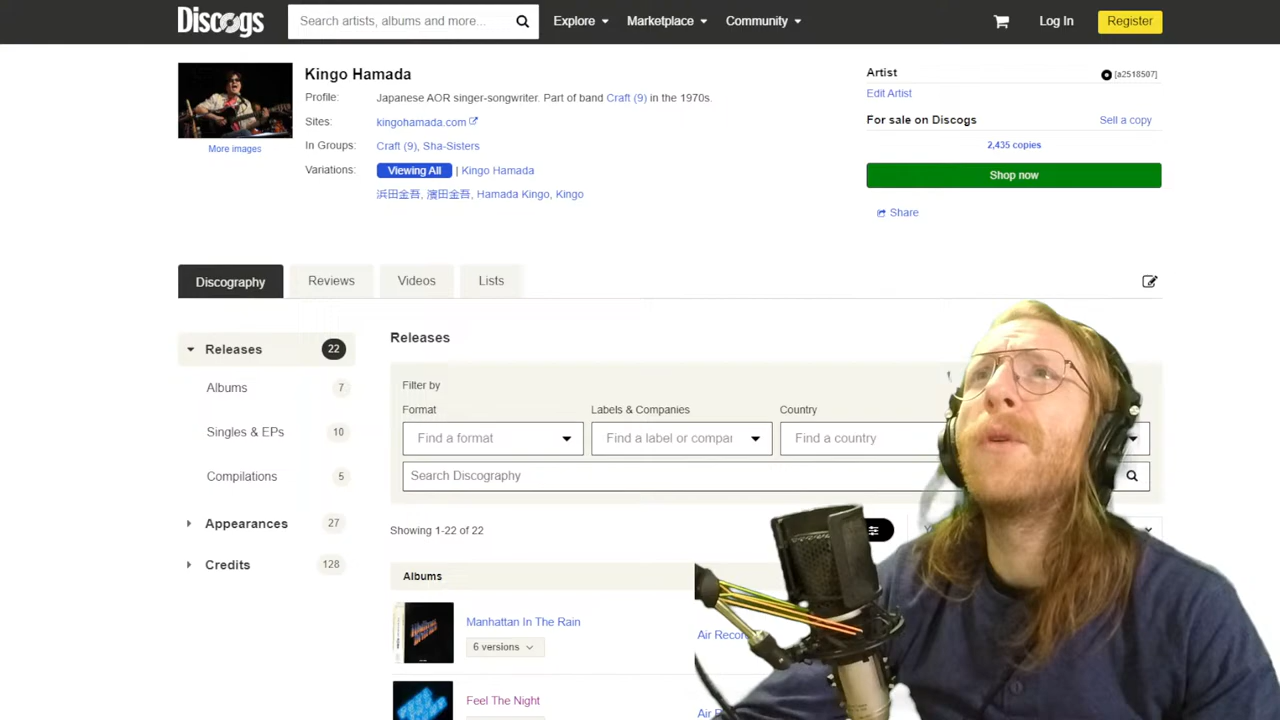 Discogs
Search artists, albums and more...
Explore
Marketplace
Community
Log In
Register
Kingo Hamada
Profile: Japanese AOR singer-songwriter. Part of band Craft (9) in the 1970s.
Sites: kingohamada.com
In Groups: Craft (9), Sha-Sisters
Variations: Viewing All | Kingo Hamada
浜田金吾, 濱田金吾, Hamada Kingo, Kingo
More images
Artist [a2518507]
Edit Artist
For sale on Discogs Sell a copy
2,435 copies
Shop now
Share
Discography
Reviews
Videos
Lists
Releases 22
Albums 7
Singles & EPs 10
Compilations 5
Appearances 27
Credits 128
Releases
Filter by
Format
Labels & Companies
Country
Find a format
Find a label or compar
Find a country
Search Discography
Showing 1-22 of 22
Albums
Manhattan In The Rain
6 versions
Air Recor
Feel The Night
Air